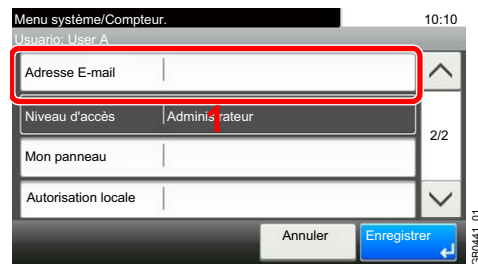 Menu système/Compteur. 10:10
Usuario: User A
Adresse E-mail
Niveau d'accès Administrateur
1
2/2
Mon panneau
Autorisation locale
Annuler Enregistrer
GB0441_01